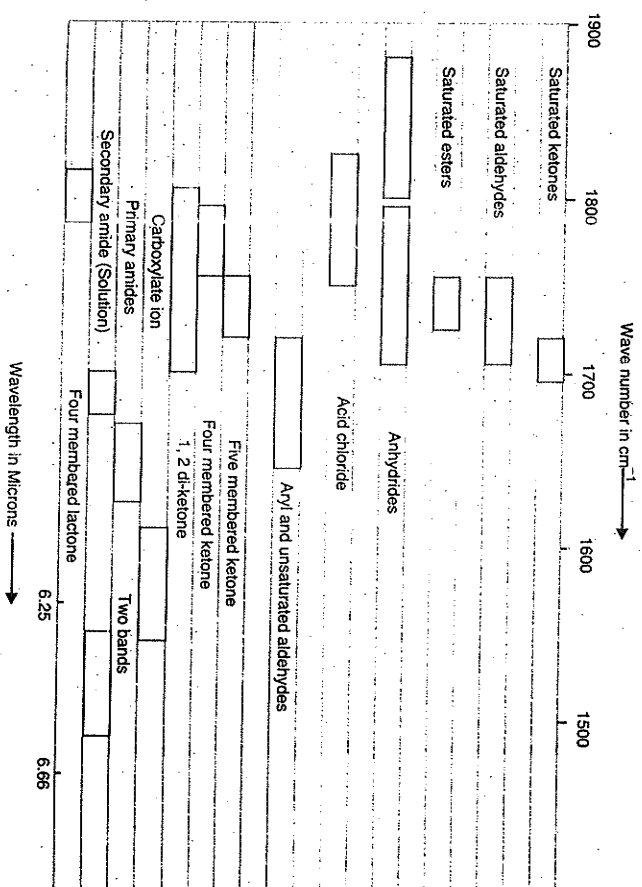 Wave number in cm⁻¹
1900
1800
1700
1600
1500
Saturated ketones
Saturated aldehydes
Saturated esters
Anhydrides
Acid chloride
Aryl and unsaturated aldehydes
Five membered ketone
Four membered ketone
1, 2 di-ketone
Carboxylate ion
Primary amides
Two bands
Secondary amide (Solution)
Four membered lactone
6.25
6.66
Wavelength in Microns